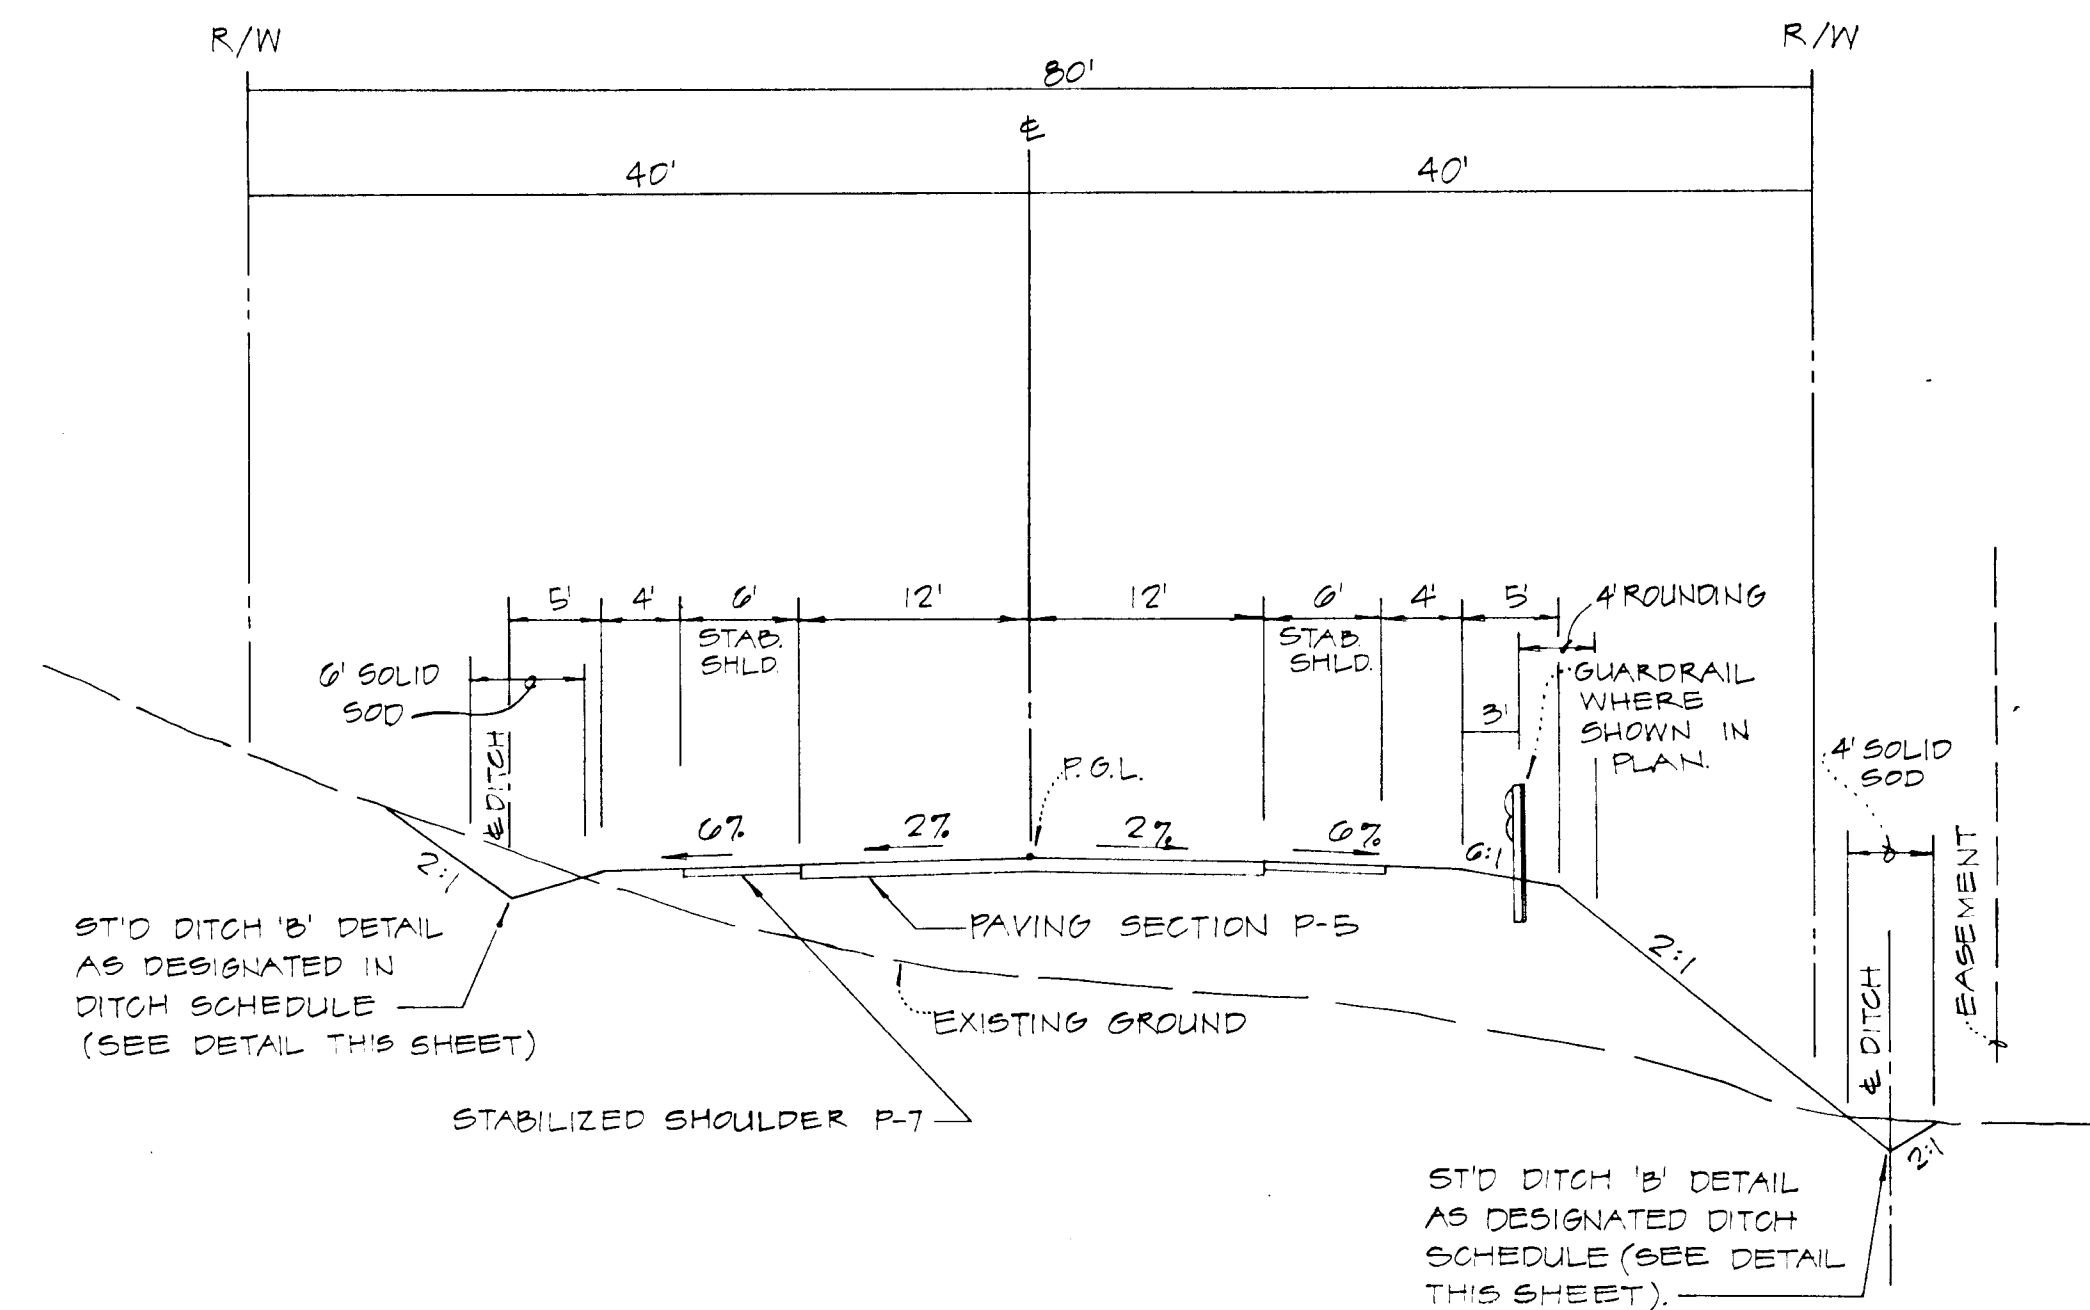 R/W
R/W
80'
℄
40'
40'
5'
4'
6'
12'
12'
6'
4'
5'
4' ROUNDING
STAB.
SHLD.
STAB.
SHLD.
6' SOLID
SOD
GUARDRAIL
WHERE
SHOWN IN
PLAN.
3'
℄ DITCH
P.G.L.
4' SOLID
SOD
6%
2%
2%
6%
6:1
2:1
EASEMENT
ST'D DITCH 'B' DETAIL
AS DESIGNATED IN
DITCH SCHEDULE
(SEE DETAIL THIS SHEET)
PAVING SECTION P-5
2:1
℄ DITCH
EXISTING GROUND
STABILIZED SHOULDER P-7
2:1
ST'D DITCH 'B' DETAIL
AS DESIGNATED DITCH
SCHEDULE (SEE DETAIL
THIS SHEET).